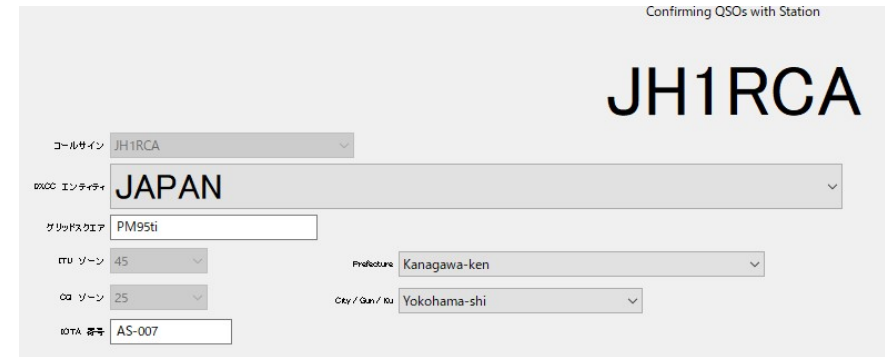 Confirming QSOs with Station
JH1RCA
コールサイン JH1RCA
DXCC エンティティ JAPAN
グリッドスクエア PM95ti
ITU ゾーン 45
Prefecture Kanagawa-ken
CQ ゾーン 25
City / Gun / Ku Yokohama-shi
IOTA 番号 AS-007